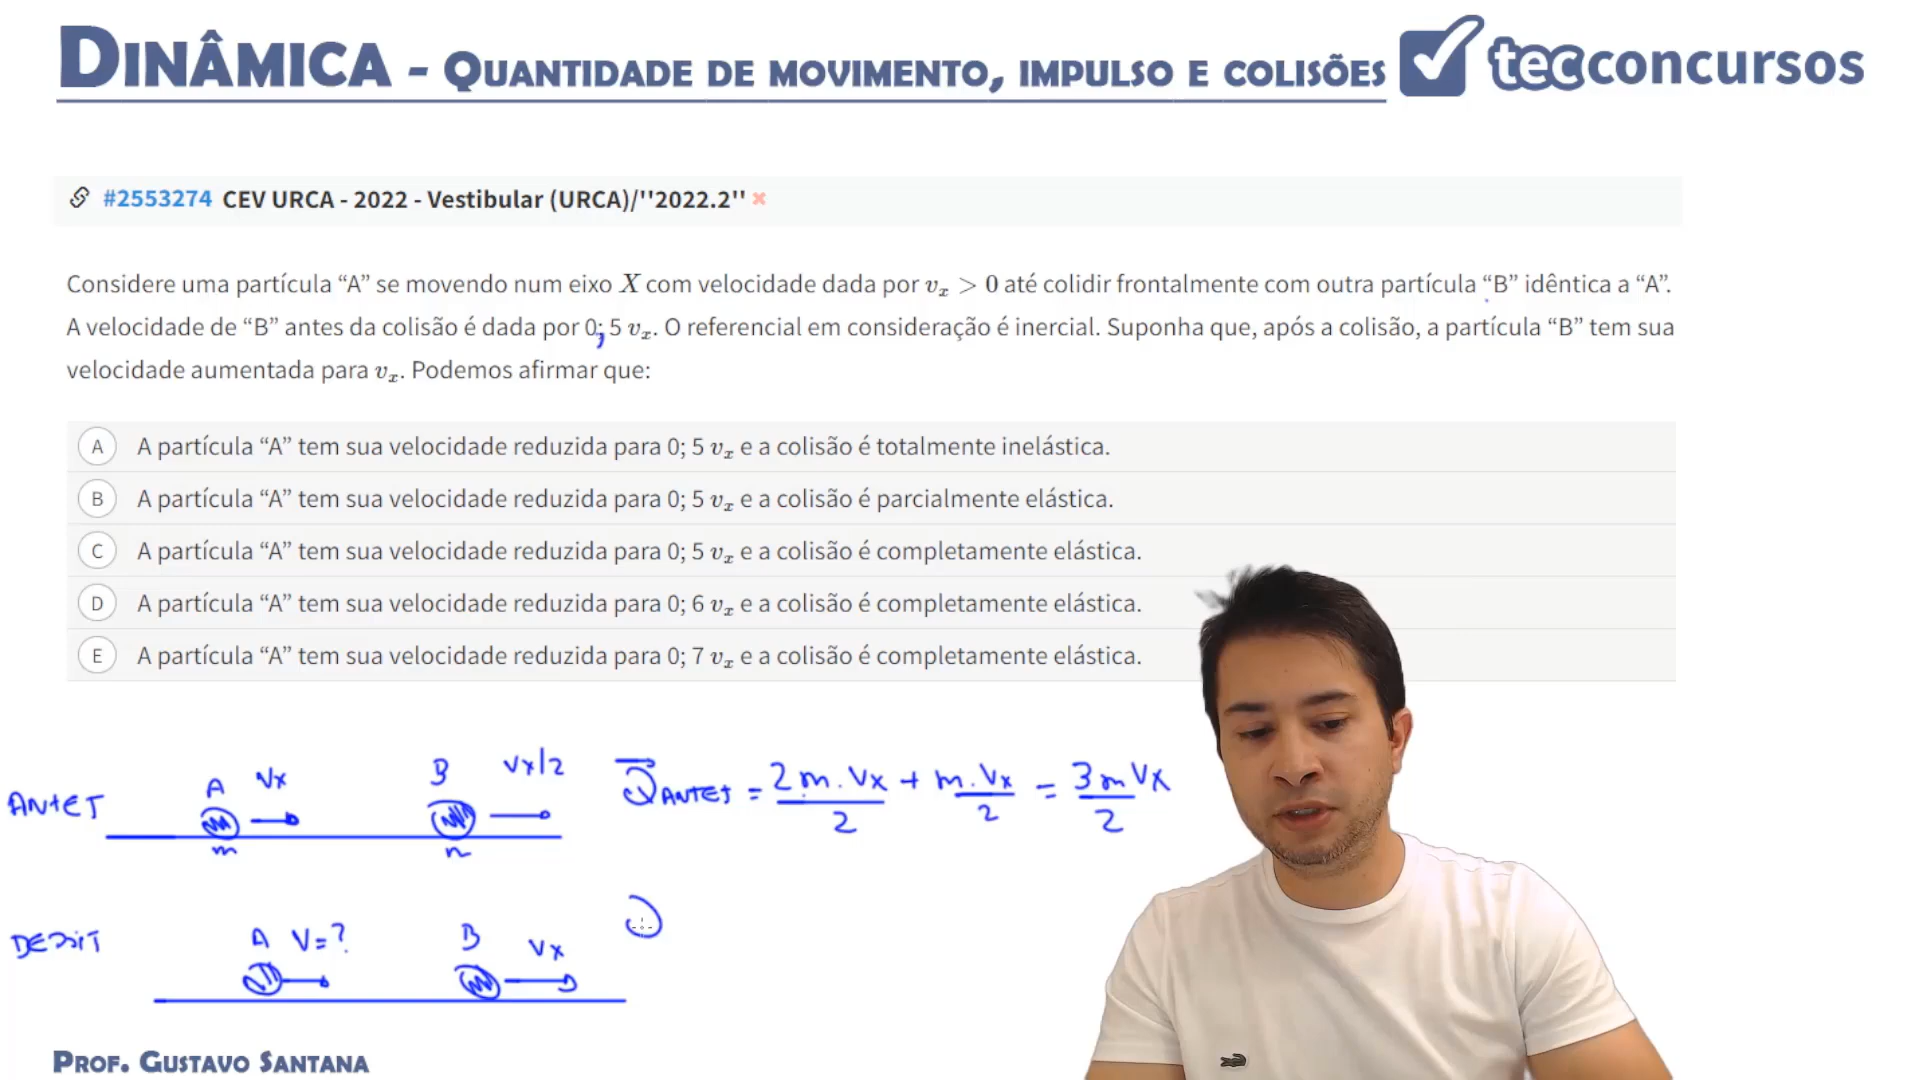 DINÂMICA - QUANTIDADE DE MOVIMENTO, IMPULSO E COLISÕES
tecconcursos
#2553274 CEV URCA - 2022 - Vestibular (URCA)/''2022.2''
Considere uma partícula “A” se movendo num eixo X com velocidade dada por vₓ > 0 até colidir frontalmente com outra partícula “B” idêntica a “A”.
A velocidade de “B” antes da colisão é dada por 0; 5 vₓ. O referencial em consideração é inercial. Suponha que, após a colisão, a partícula “B” tem sua
velocidade aumentada para vₓ. Podemos afirmar que:
A A partícula “A” tem sua velocidade reduzida para 0; 5 vₓ e a colisão é totalmente inelástica.
B A partícula “A” tem sua velocidade reduzida para 0; 5 vₓ e a colisão é parcialmente elástica.
C A partícula “A” tem sua velocidade reduzida para 0; 5 vₓ e a colisão é completamente elástica.
D A partícula “A” tem sua velocidade reduzida para 0; 6 vₓ e a colisão é completamente elástica.
E A partícula “A” tem sua velocidade reduzida para 0; 7 vₓ e a colisão é completamente elástica.
ANTES A Vx B Vx/2 Q ANTES = 2m.Vx/2 + m.Vx/2 = 3mVx/2
m m
DEPOIS A V=? B Vx
PROF. GUSTAVO SANTANA